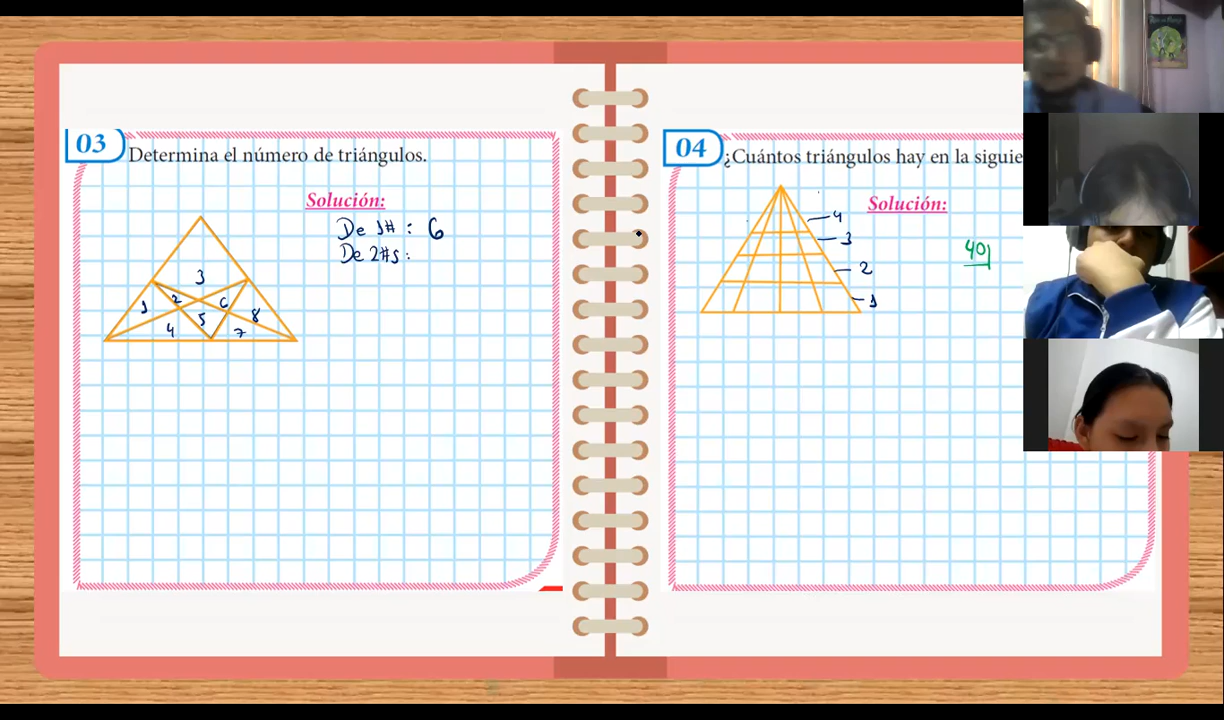 03
Determina el número de triángulos.
Solución:
De 1# : 6
De 2#s :
3
1 2 6 8
4 5 7
04
¿Cuántos triángulos hay en la siguie
Solución:
4
3
2
1
40